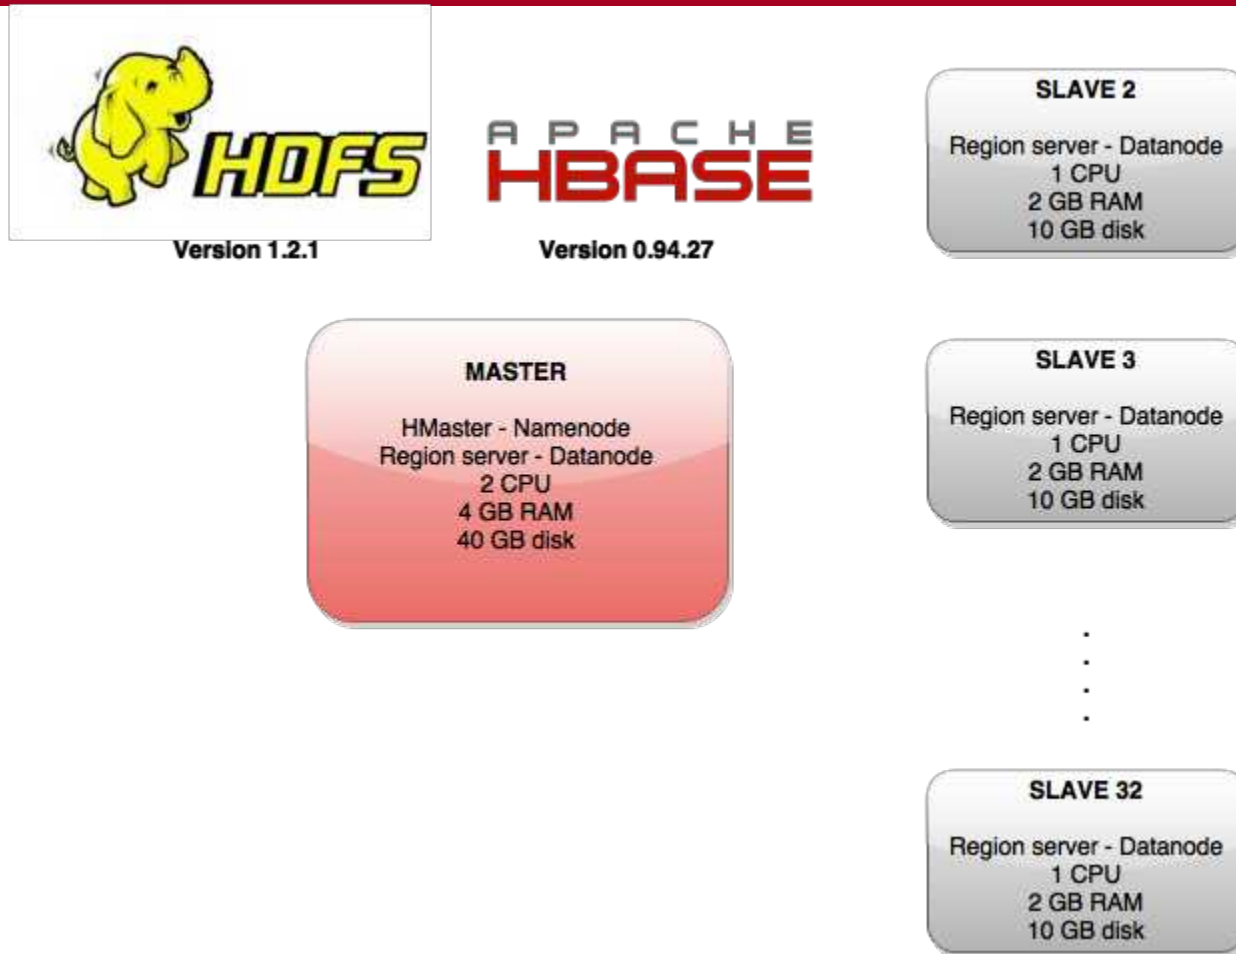 HDFS
Version 1.2.1
APACHE
HBASE
Version 0.94.27
MASTER
HMaster - Namenode
Region server - Datanode
2 CPU
4 GB RAM
40 GB disk
SLAVE 2
Region server - Datanode
1 CPU
2 GB RAM
10 GB disk
SLAVE 3
Region server - Datanode
1 CPU
2 GB RAM
10 GB disk
.
.
.
.
SLAVE 32
Region server - Datanode
1 CPU
2 GB RAM
10 GB disk